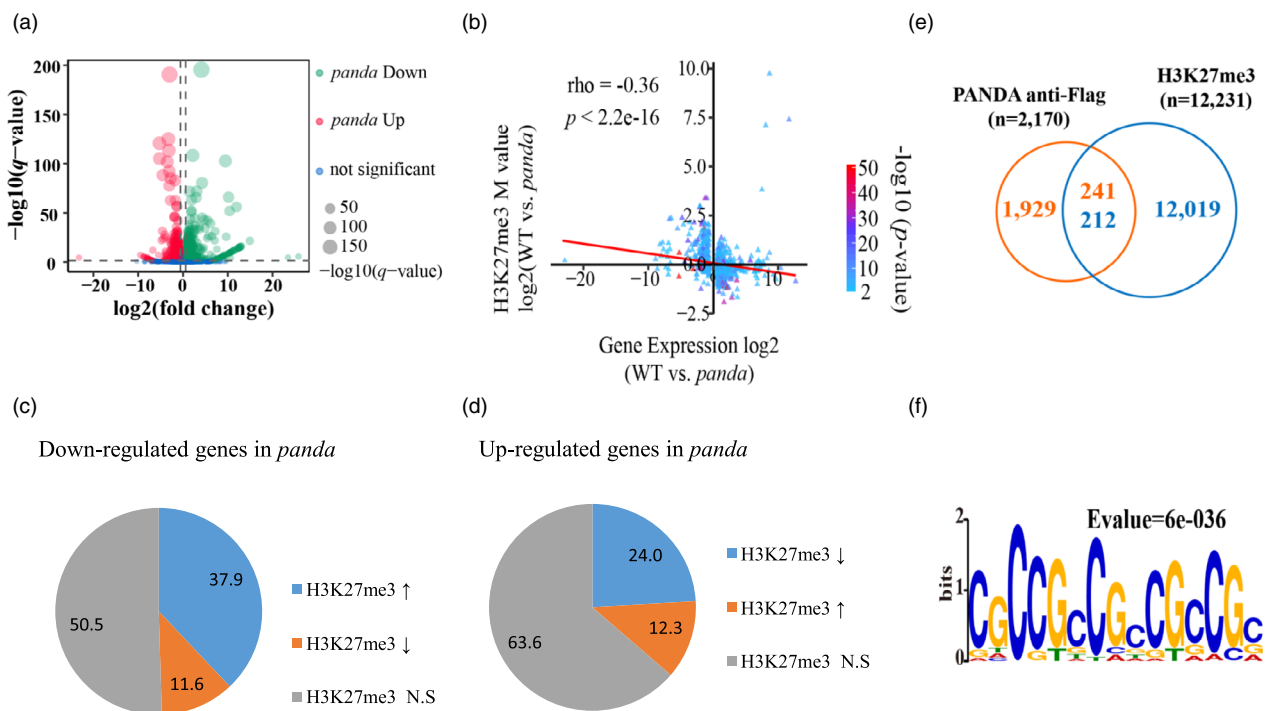 (a)
200
150
100
50
0
−20
−10
0
10
20
−log10(q−value)
log2(fold change)
panda Down
panda Up
not significant
50
100
150
−log10(q−value)
(b)
rho = -0.36
p < 2.2e-16
10.0
7.5
5.0
2.5
0.0
−2.5
−20
−10
0
10
H3K27me3 M value
log2(WT vs. panda)
Gene Expression log2
(WT vs. panda)
50
40
30
20
10
2
-log10 (p-value)
(e)
PANDA anti-Flag
(n=2,170)
H3K27me3
(n=12,231)
1,929
241
212
12,019
(c)
Down-regulated genes in panda
37.9
50.5
11.6
H3K27me3 ↑
H3K27me3 ↓
H3K27me3 N.S
(d)
Up-regulated genes in panda
24.0
12.3
63.6
H3K27me3 ↓
H3K27me3 ↑
H3K27me3 N.S
(f)
Evalue=6e-036
2
1
0
bits
CGCCGCCGCCGCCGC